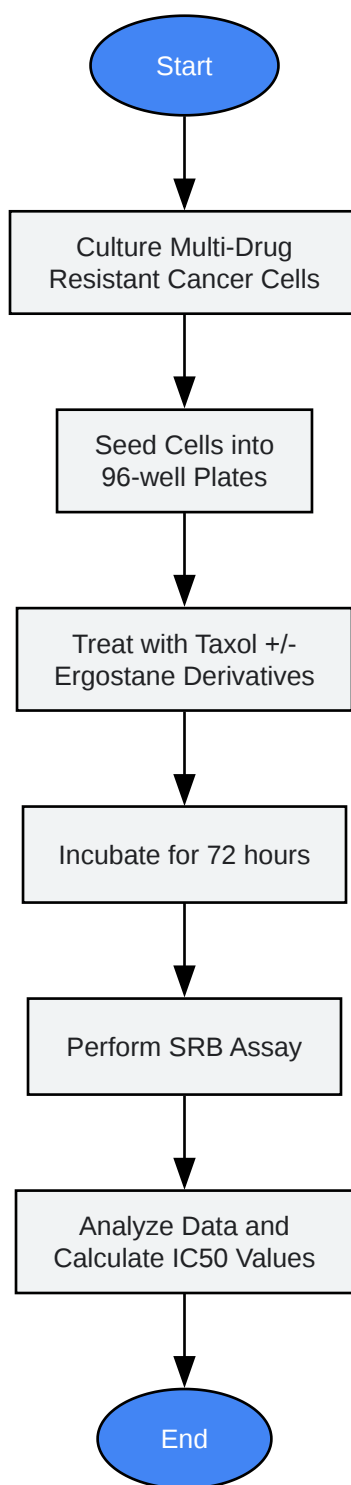 Start
Culture Multi-Drug
Resistant Cancer Cells
Seed Cells into
96-well Plates
Treat with Taxol +/-
Ergostane Derivatives
Incubate for 72 hours
Perform SRB Assay
Analyze Data and
Calculate IC50 Values
End